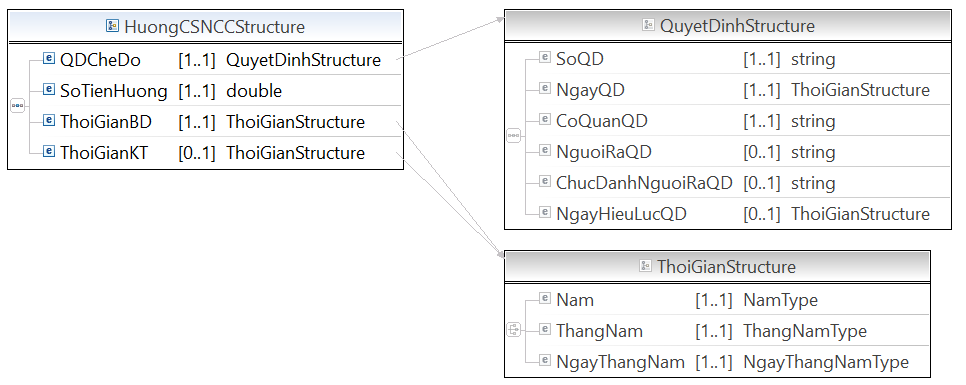 HuongCSNCCStructure
QDCheDo [1..1] QuyetDinhStructure
SoTienHuong [1..1] double
ThoiGianBD [1..1] ThoiGianStructure
ThoiGianKT [0..1] ThoiGianStructure
QuyetDinhStructure
SoQD [1..1] string
NgayQD [1..1] ThoiGianStructure
CoQuanQD [1..1] string
NguoiRaQD [0..1] string
ChucDanhNguoiRaQD [0..1] string
NgayHieuLucQD [0..1] ThoiGianStructure
ThoiGianStructure
Nam [1..1] NamType
ThangNam [1..1] ThangNamType
NgayThangNam [1..1] NgayThangNamType